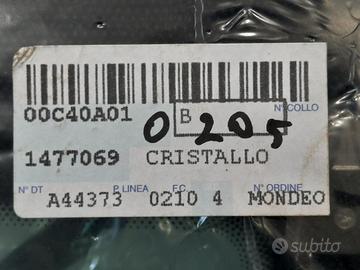 00C40A01 B N° COLLO
0205
1477069 CRISTALLO
N° DT P. LINEA F.C. N° ORDINE
A44373 0210 4 MONDEO
subito